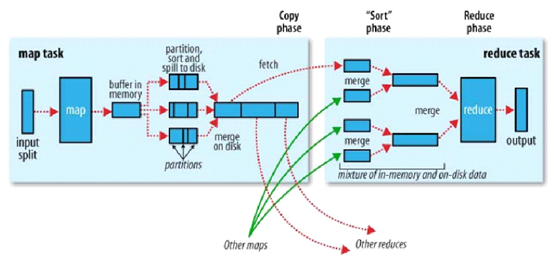 Copy
phase
“Sort”
phase
Reduce
phase
map task
partition,
sort and
spill to disk
fetch
reduce task
buffer in
memory
map
merge
merge
reduce
input
split
merge
on disk
partitions
merge
output
mixture of in-memory and on-disk data
Other maps
Other reduces